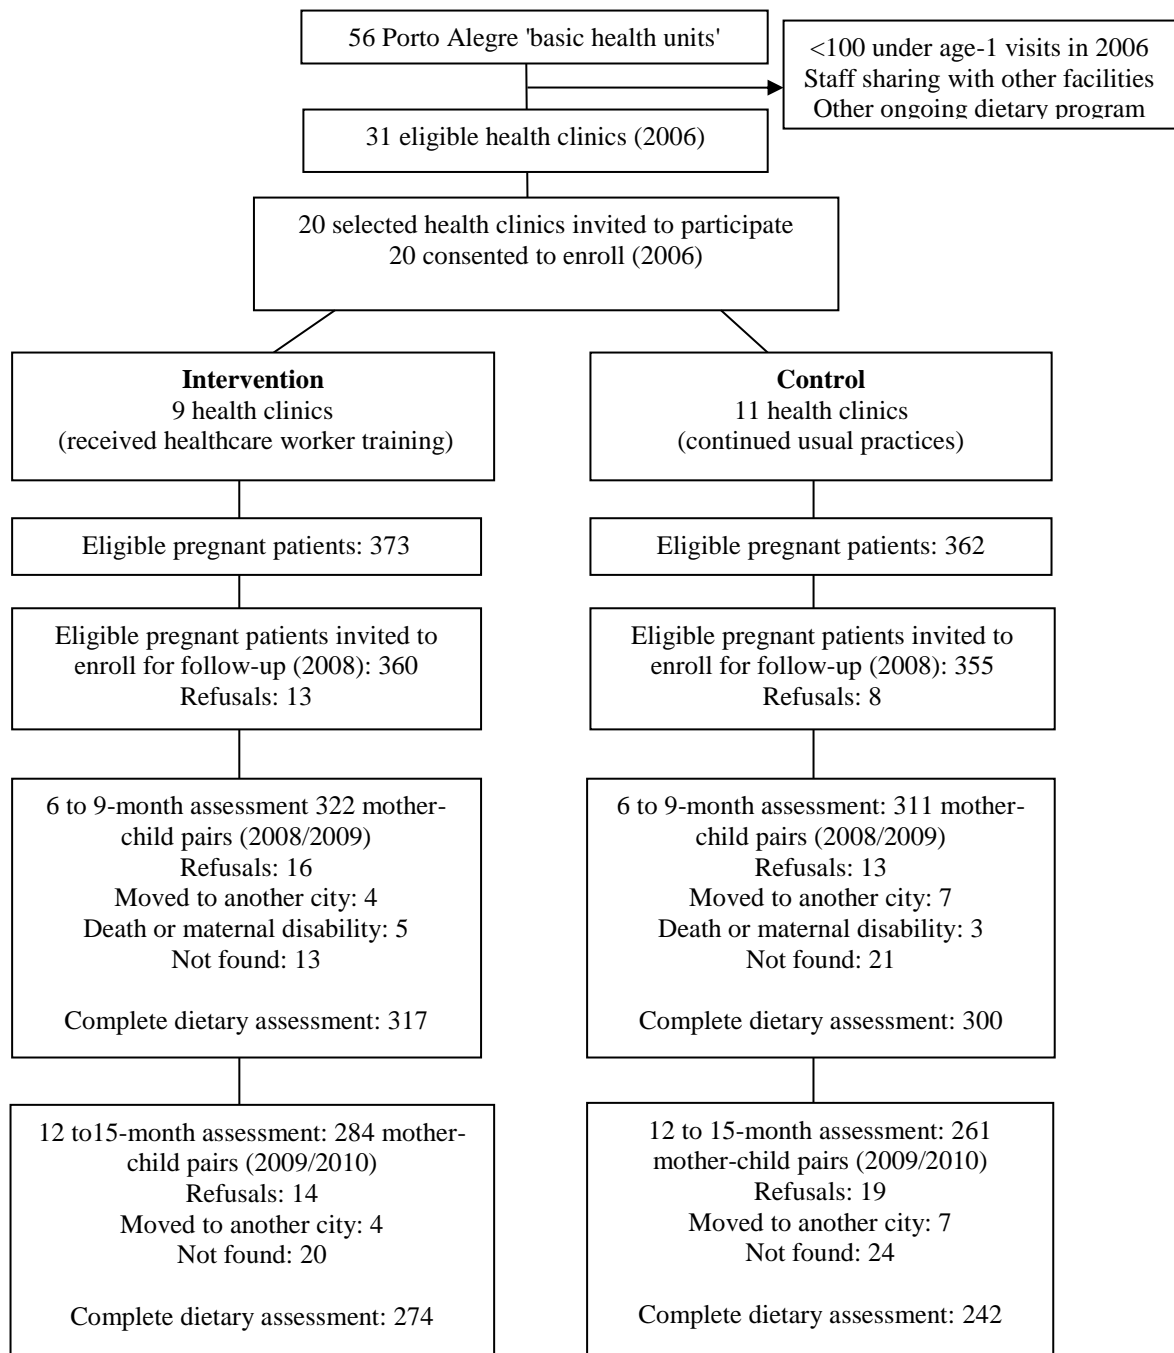 56 Porto Alegre 'basic health units'
<100 under age-1 visits in 2006
Staff sharing with other facilities
Other ongoing dietary program
31 eligible health clinics (2006)
20 selected health clinics invited to participate
20 consented to enroll (2006)
Intervention
9 health clinics
(received healthcare worker training)
Control
11 health clinics
(continued usual practices)
Eligible pregnant patients: 373
Eligible pregnant patients: 362
Eligible pregnant patients invited to
enroll for follow-up (2008): 360
Refusals: 13
Eligible pregnant patients invited to
enroll for follow-up (2008): 355
Refusals: 8
6 to 9-month assessment 322 mother-
child pairs (2008/2009)
Refusals: 16
Moved to another city: 4
Death or maternal disability: 5
Not found: 13
Complete dietary assessment: 317
6 to 9-month assessment: 311 mother-
child pairs (2008/2009)
Refusals: 13
Moved to another city: 7
Death or maternal disability: 3
Not found: 21
Complete dietary assessment: 300
12 to15-month assessment: 284 mother-
child pairs (2009/2010)
Refusals: 14
Moved to another city: 4
Not found: 20
Complete dietary assessment: 274
12 to 15-month assessment: 261
mother-child pairs (2009/2010)
Refusals: 19
Moved to another city: 7
Not found: 24
Complete dietary assessment: 242